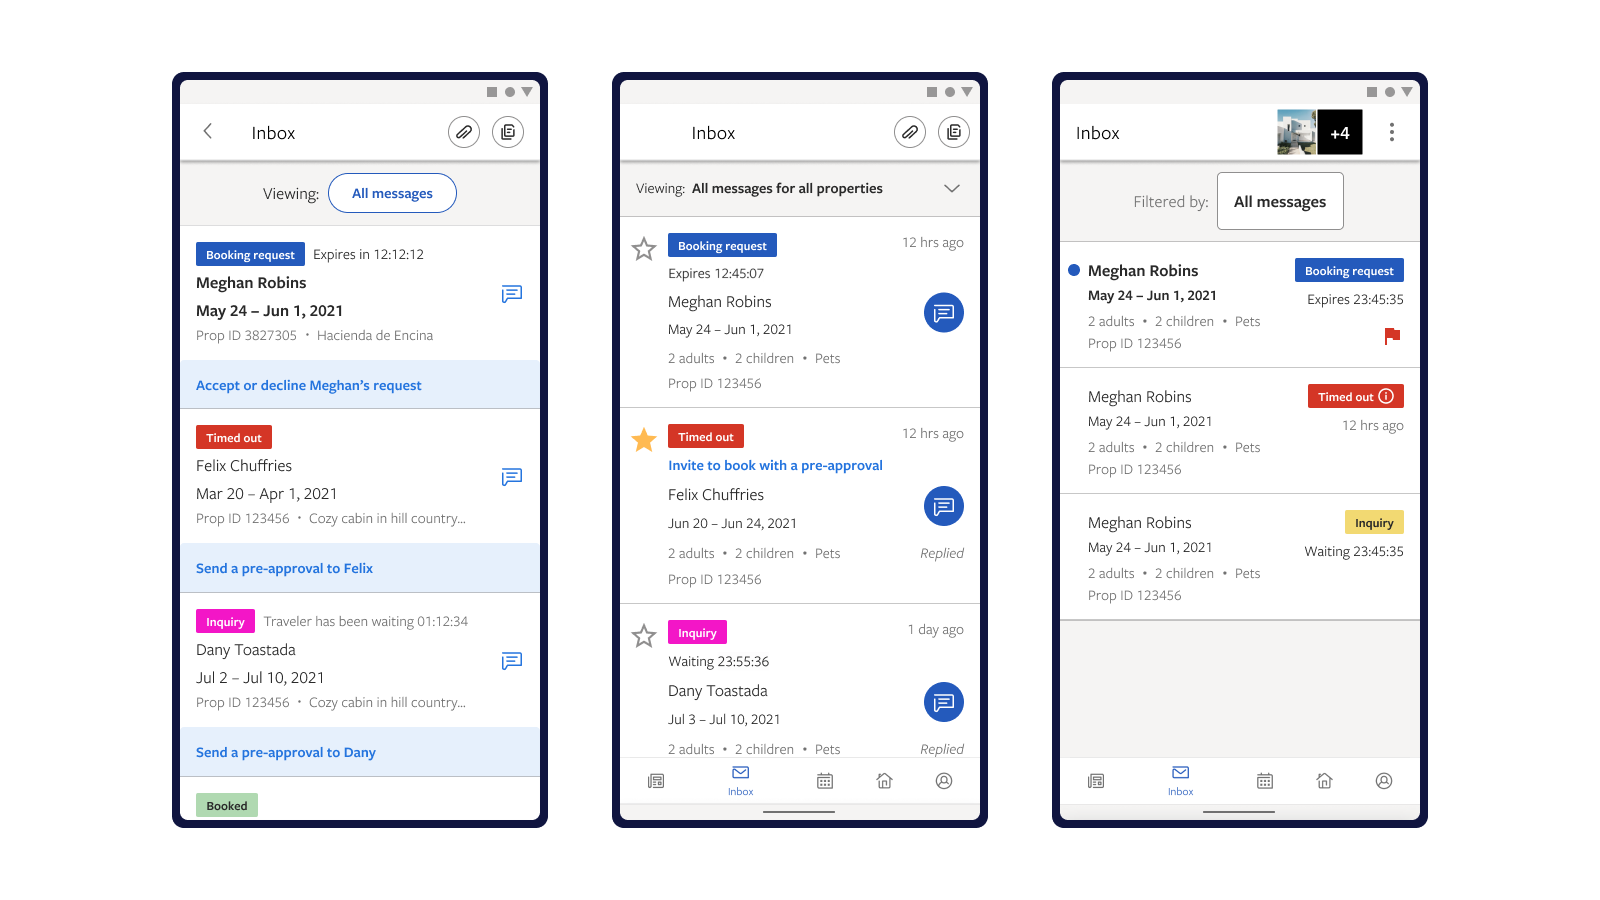 Inbox
Viewing: All messages
Booking request Expires in 12:12:12
Meghan Robins
May 24 – Jun 1, 2021
Prop ID 3827305 • Hacienda de Encina
Accept or decline Meghan's request
Timed out
Felix Chuffries
Mar 20 – Apr 1, 2021
Prop ID 123456 • Cozy cabin in hill country...
Send a pre-approval to Felix
Inquiry Traveler has been waiting 01:12:34
Dany Toastada
Jul 2 – Jul 10, 2021
Prop ID 123456 • Cozy cabin in hill country...
Send a pre-approval to Dany
Booked
Inbox
Viewing: All messages for all properties
Booking request 12 hrs ago
Expires 12:45:07
Meghan Robins
May 24 – Jun 1, 2021
2 adults • 2 children • Pets
Prop ID 123456
Timed out 12 hrs ago
Invite to book with a pre-approval
Felix Chuffries
Jun 20 – Jun 24, 2021
2 adults • 2 children • Pets Replied
Prop ID 123456
Inquiry 1 day ago
Waiting 23:55:36
Dany Toastada
Jul 3 – Jul 10, 2021
2 adults • 2 children • Pets Replied
Inbox
Inbox +4
Filtered by: All messages
Meghan Robins Booking request
May 24 – Jun 1, 2021 Expires 23:45:35
2 adults • 2 children • Pets
Prop ID 123456
Meghan Robins Timed out
May 24 – Jun 1, 2021 12 hrs ago
2 adults • 2 children • Pets
Prop ID 123456
Meghan Robins Inquiry
May 24 – Jun 1, 2021 Waiting 23:45:35
2 adults • 2 children • Pets
Prop ID 123456
Inbox